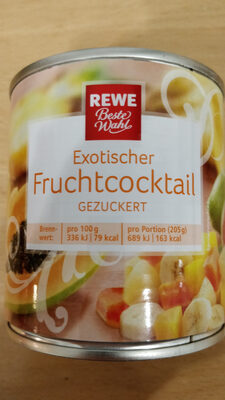 REWE
Beste
Wahl
Exotischer
Fruchtcocktail
GEZUCKERT
Brenn-
wert:
pro 100 g
336 kJ | 79 kcal
pro Portion (205g)
689 kJ | 163 kcal